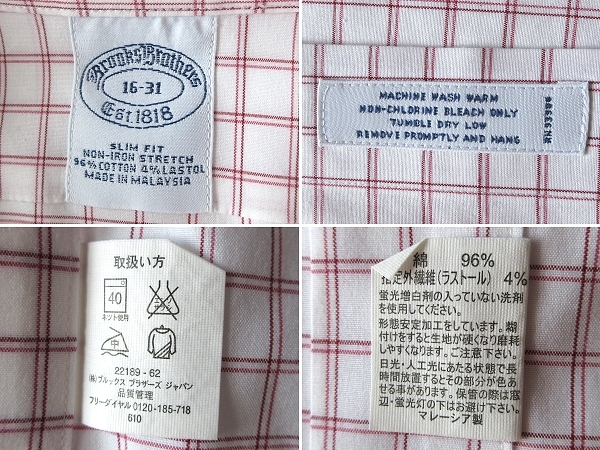 Brooks Brothers
16-31
Est. 1818
SLIM FIT
NON-IRON STRETCH
96% COTTON 4% LASTOL
MADE IN MALAYSIA
MACHINE WASH WARM
NON-CHLORINE BLEACH ONLY
TUMBLE DRY LOW
REMOVE PROMPTLY AND HANG
取扱い方
40
ネット使用
中
22189-62
(株)ブルックス ブラザーズ ジャパン
品質管理
フリーダイヤル 0120-185-718
610
綿 96%
指定外繊維(ラストール) 4%
蛍光増白剤の入っていない洗剤
を使用してください。
形態安定加工をしています。糊
付けをすると生地が硬くなり磨耗
しやすくなります。ご注意下さい。
日光・人工光にあたる状態で長
時間放置するとその部分が色あ
せる事があります。保管の際は窓
辺・蛍光灯の下はお避け下さい。
マレーシア製